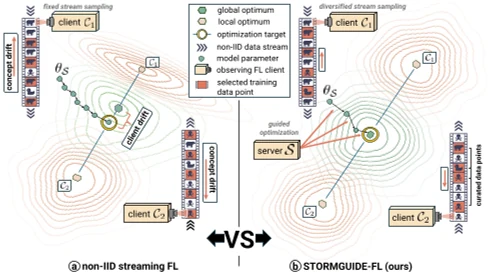 fixed stream sampling
client C₁
concept drift
θ_S
C₁
client drift
C₂
concept drift
client C₂
global optimum
local optimum
optimization target
non-IID data stream
model parameter
observing FL client
selected training
data point
diversified stream sampling
client C₁
θ_S
C₁
guided
optimization
server S
C₂
curated data points
client C₂
VS
ⓐ non-IID streaming FL
ⓑ STORMGUIDE-FL (ours)